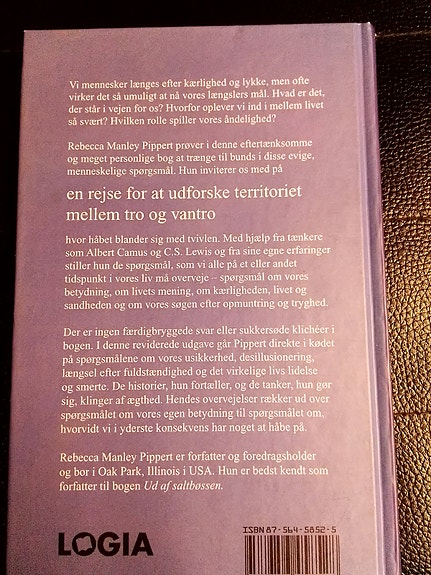 Vi mennesker længes efter kærlighed og lykke, men ofte
virker det så umuligt at nå vores længslers mål. Hvad er det,
der står i vejen for os? Hvorfor oplever vi ind i mellem livet
så svært? Hvilken rolle spiller vores åndelighed?
Rebecca Manley Pippert prøver i denne eftertænksomme
og meget personlige bog at trænge til bunds i disse evige,
menneskelige spørgsmål. Hun inviterer os med på
en rejse for at udforske territoriet
mellem tro og vantro
hvor håbet blander sig med tvivlen. Med hjælp fra tænkere
som Albert Camus og C.S. Lewis og fra sine egne erfaringer
stiller hun de spørgsmål, som vi alle på et eller andet
tidspunkt i vores liv må overveje – spørgsmål om vores
betydning, om livets mening, om kærligheden, livet og
sandheden og om vores søgen efter opmuntring og tryghed.
Der er ingen færdigbryggede svar eller sukkersøde klichéer i
bogen. I denne reviderede udgave går Pippert direkte i kødet
på spørgsmålene om vores usikkerhed, desillusionering,
længsel efter fuldstændighed og det virkelige livs lidelse
og smerte. De historier, hun fortæller, og de tanker, hun gør
sig, klinger af ægthed. Hendes overvejelser rækker ud over
spørgsmålet om vores egen betydning til spørgsmålet om,
hvorvidt vi i yderste konsekvens har noget at håbe på.
Rebecca Manley Pippert er forfatter og foredragsholder
og bor i Oak Park, Illinois i USA. Hun er bedst kendt som
forfatter til bogen Ud af saltbøssen.
ISBN 87-564-5852-5
LOGIA